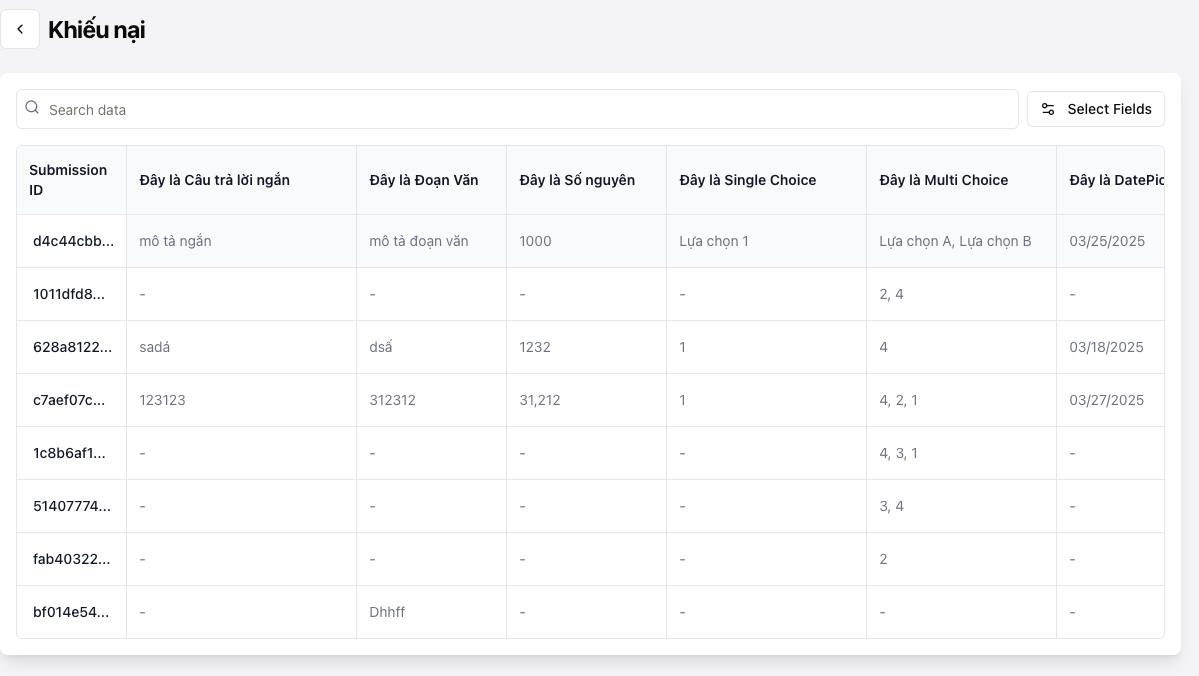 Khiếu nại
Search data
Select Fields
Submission ID Đây là Câu trả lời ngắn Đây là Đoạn Văn Đây là Số nguyên Đây là Single Choice Đây là Multi Choice Đây là DatePic
d4c44cbb... mô tả ngắn mô tả đoạn văn 1000 Lựa chọn 1 Lựa chọn A, Lựa chọn B 03/25/2025
1011dfd8... - - - - 2, 4 -
628a8122... sadá dsấ 1232 1 4 03/18/2025
c7aef07c... 123123 312312 31,212 1 4, 2, 1 03/27/2025
1c8b6af1... - - - - 4, 3, 1 -
51407774... - - - - 3, 4 -
fab40322... - - - - 2 -
bf014e54... - Dhhff - - - -